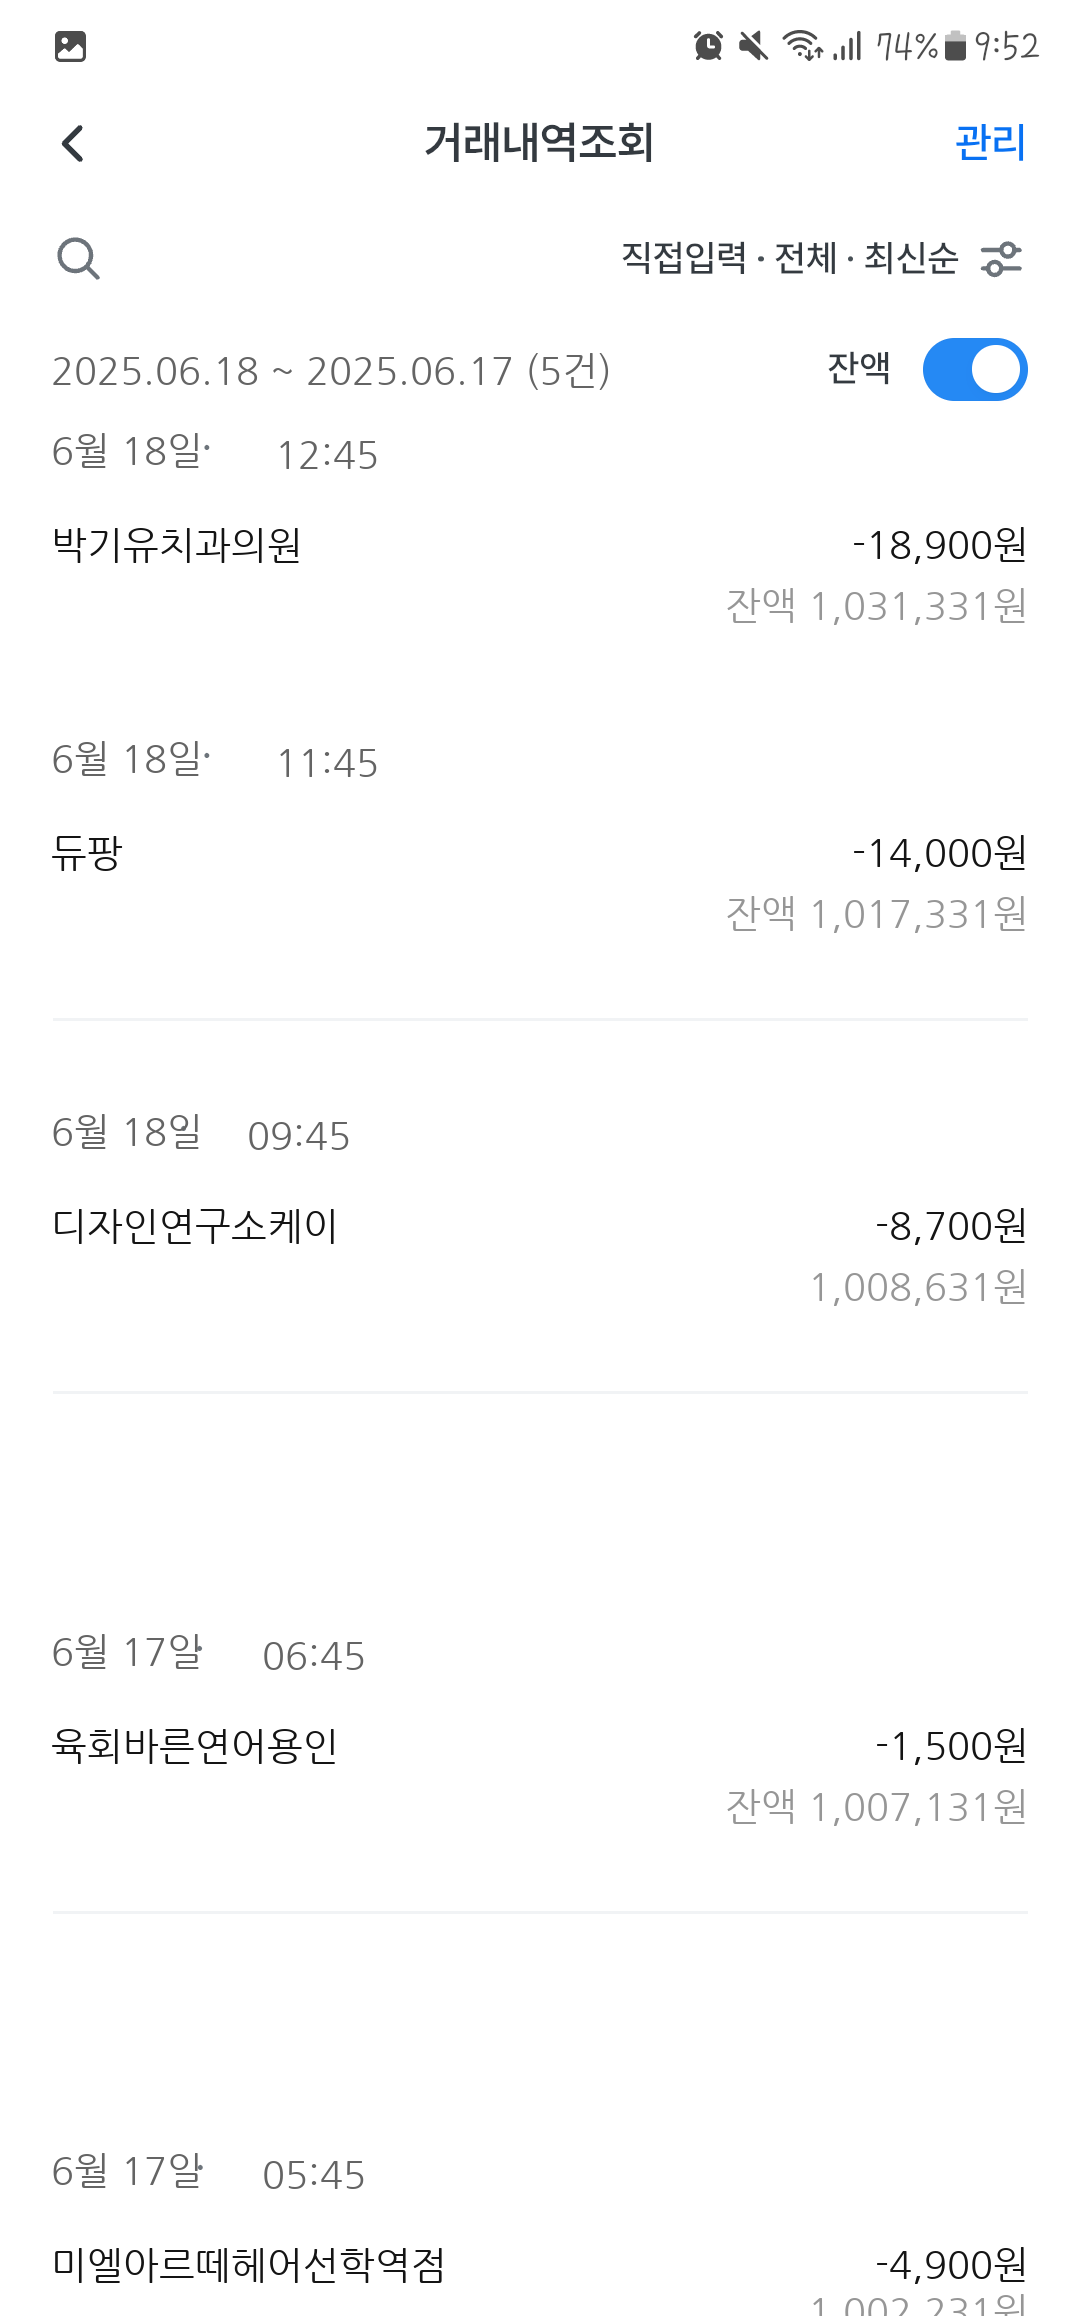 74% 9:52
거래내역조회 관리
직접입력 · 전체 · 최신순
2025.06.18 ~ 2025.06.17 (5건) 잔액
6월 18일· 12:45
박기유치과의원 -18,900원
잔액 1,031,331원
6월 18일· 11:45
듀팡 -14,000원
잔액 1,017,331원
6월 18일 09:45
디자인연구소케이 -8,700원
1,008,631원
6월 17일· 06:45
육회바른연어용인 -1,500원
잔액 1,007,131원
6월 17일· 05:45
미엘아르떼헤어선학역점 -4,900원
1,002,231원